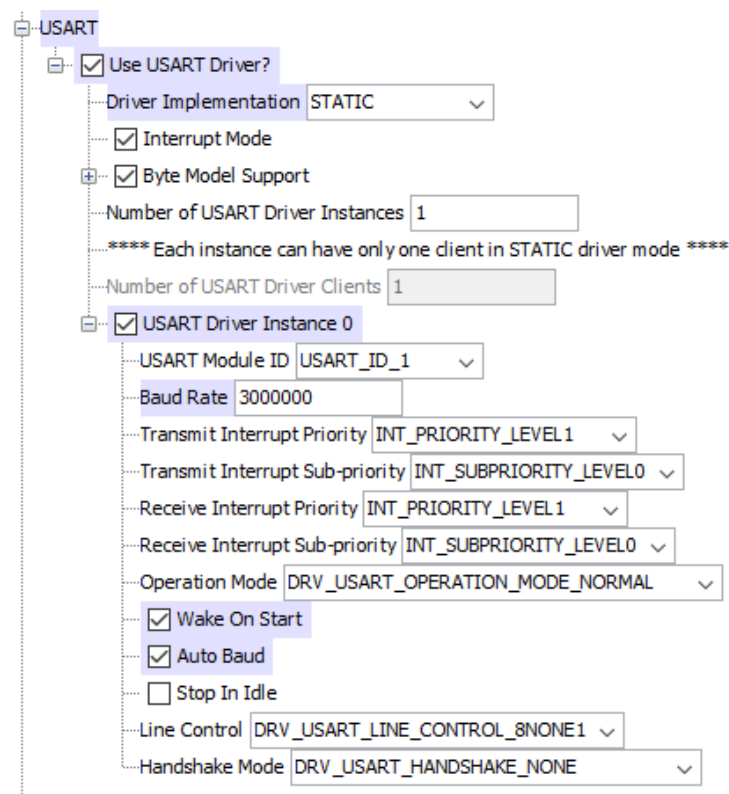 USART
Use USART Driver?
Driver Implementation STATIC
Interrupt Mode
Byte Model Support
Number of USART Driver Instances 1
**** Each instance can have only one client in STATIC driver mode ****
Number of USART Driver Clients 1
USART Driver Instance 0
USART Module ID USART_ID_1
Baud Rate 3000000
Transmit Interrupt Priority INT_PRIORITY_LEVEL1
Transmit Interrupt Sub-priority INT_SUBPRIORITY_LEVEL0
Receive Interrupt Priority INT_PRIORITY_LEVEL1
Receive Interrupt Sub-priority INT_SUBPRIORITY_LEVEL0
Operation Mode DRV_USART_OPERATION_MODE_NORMAL
Wake On Start
Auto Baud
Stop In Idle
Line Control DRV_USART_LINE_CONTROL_8NONE1
Handshake Mode DRV_USART_HANDSHAKE_NONE